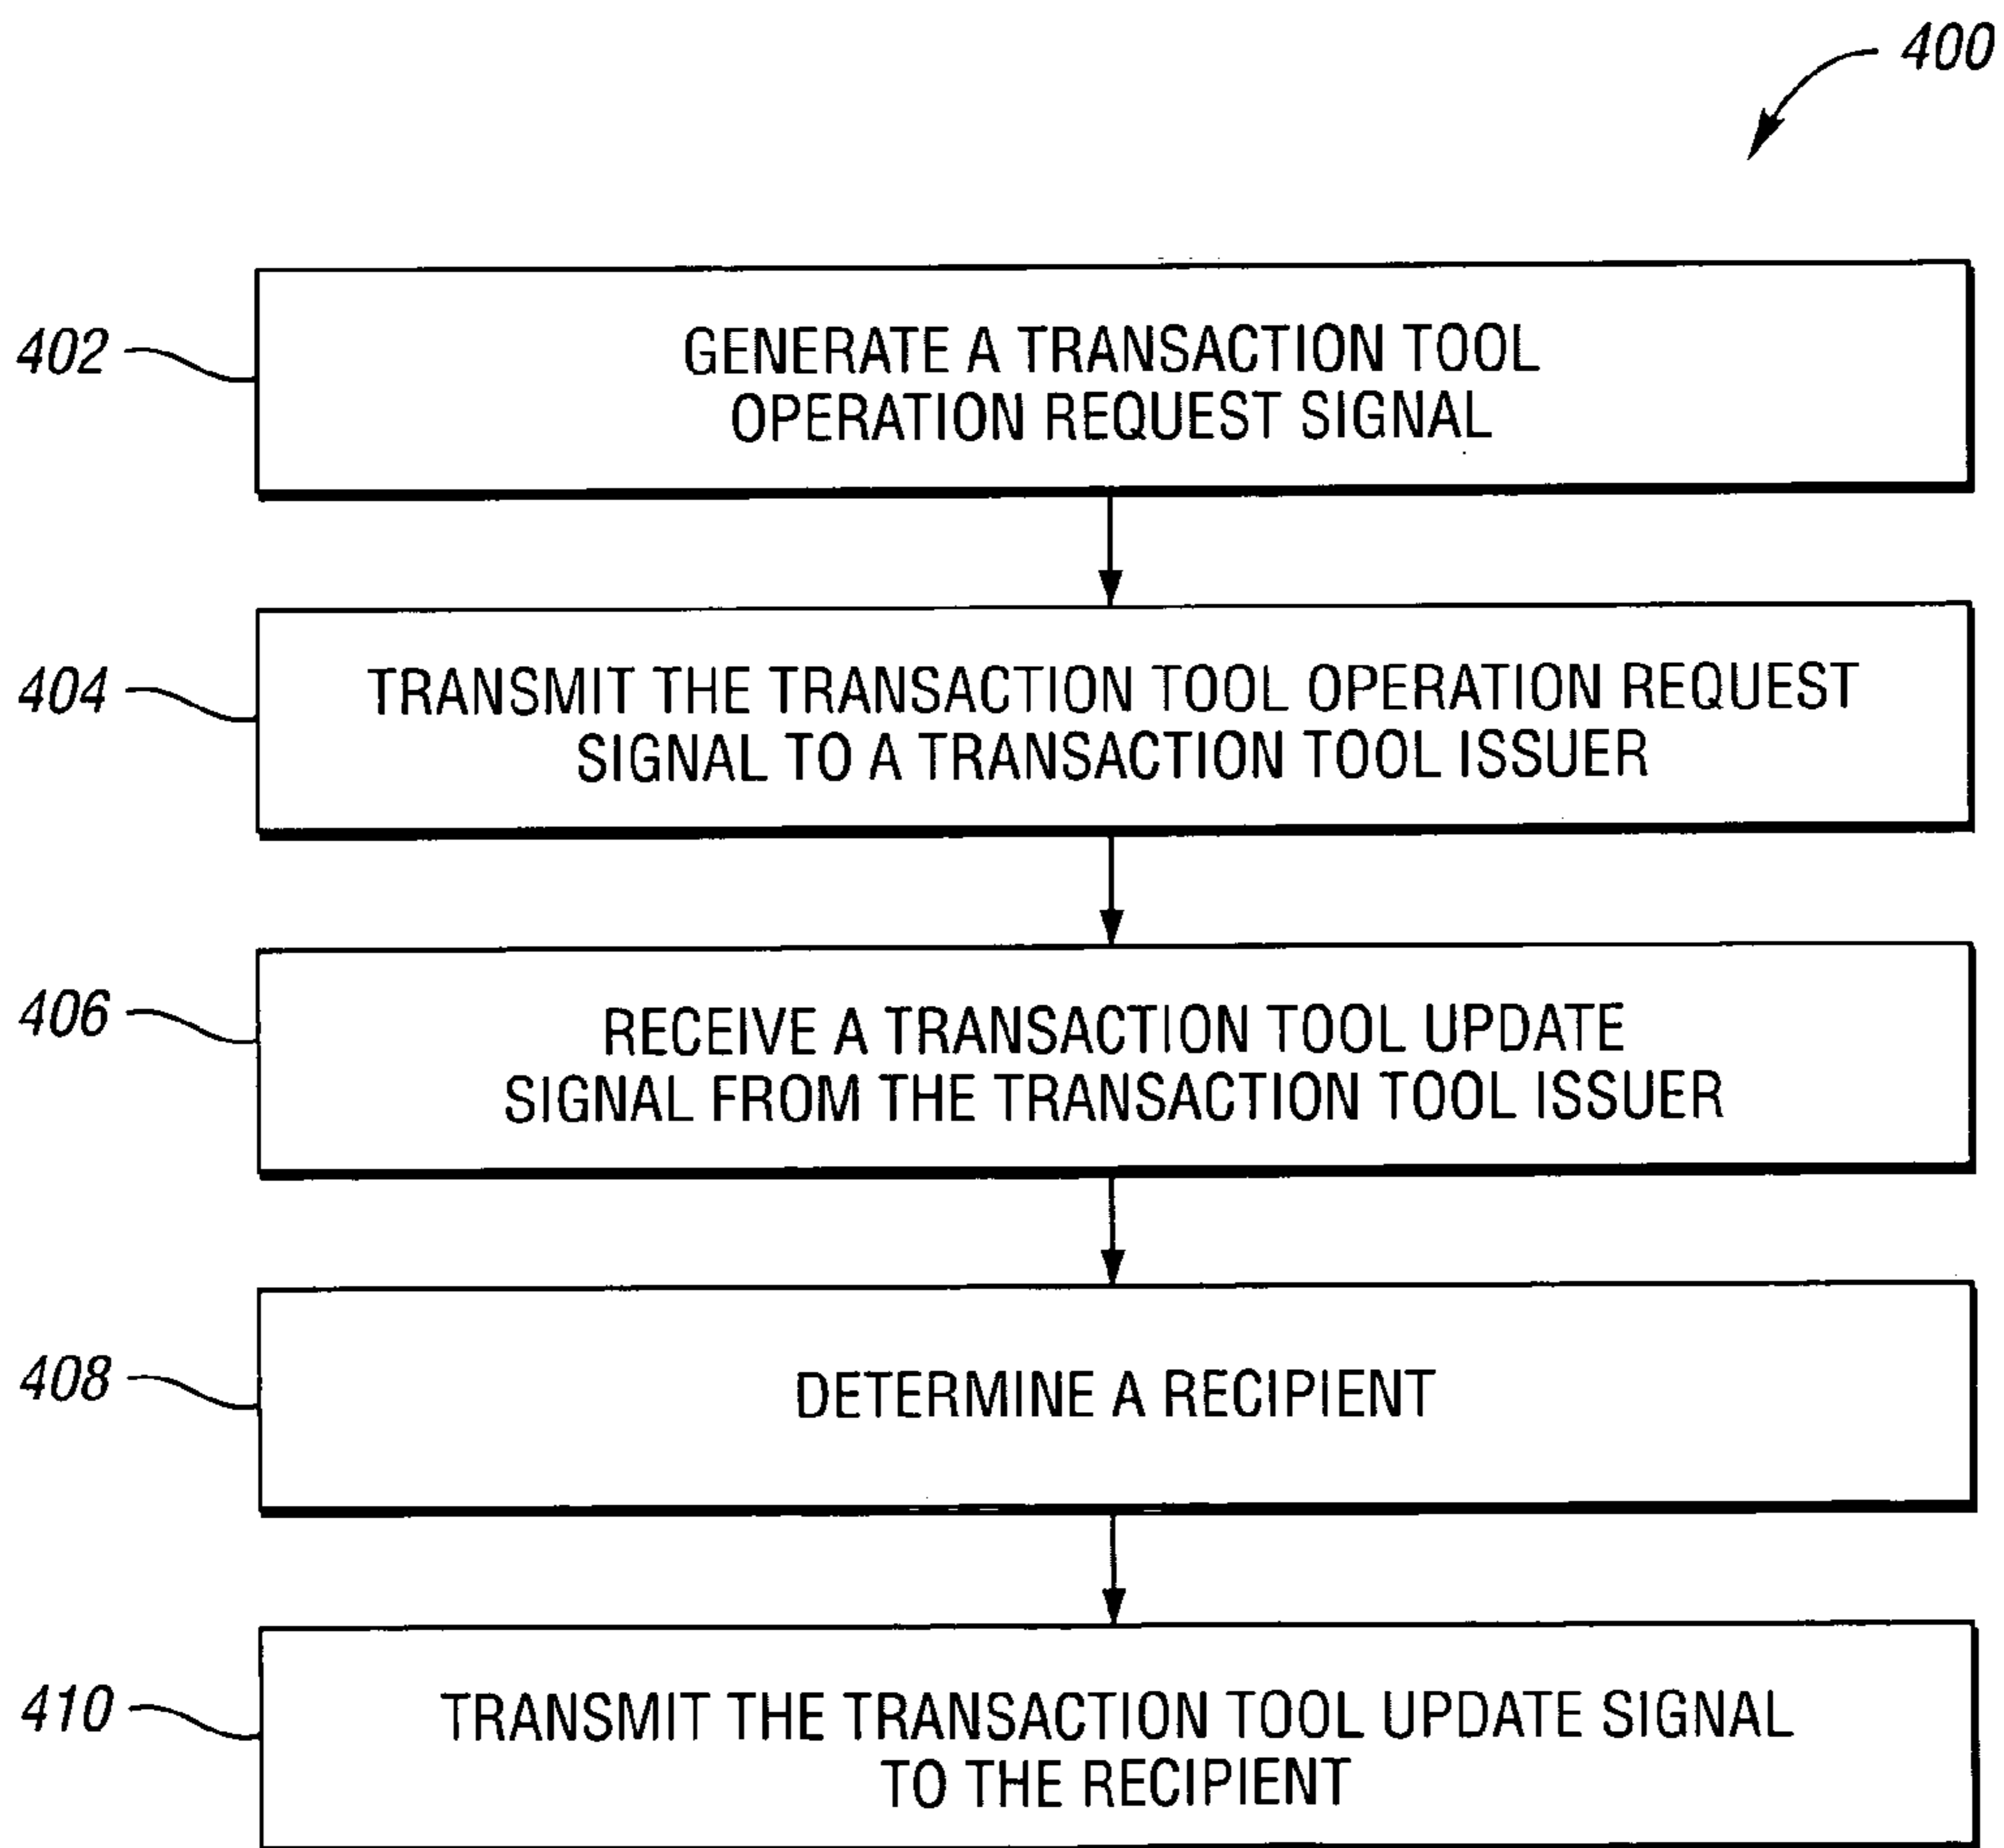 400
402
GENERATE A TRANSACTION TOOL
OPERATION REQUEST SIGNAL
404
TRANSMIT THE TRANSACTION TOOL OPERATION REQUEST
SIGNAL TO A TRANSACTION TOOL ISSUER
406
RECEIVE A TRANSACTION TOOL UPDATE
SIGNAL FROM THE TRANSACTION TOOL ISSUER
408
DETERMINE A RECIPIENT
410
TRANSMIT THE TRANSACTION TOOL UPDATE SIGNAL
TO THE RECIPIENT